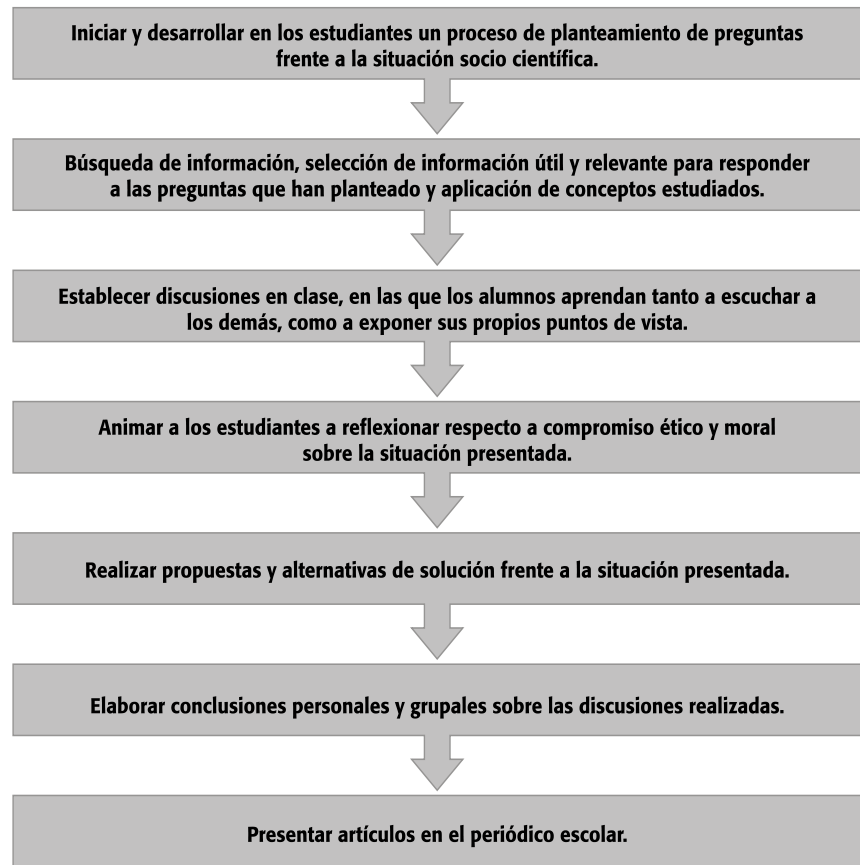 Iniciar y desarrollar en los estudiantes un proceso de planteamiento de preguntas
frente a la situación socio científica.
Búsqueda de información, selección de información útil y relevante para responder
a las preguntas que han planteado y aplicación de conceptos estudiados.
Establecer discusiones en clase, en las que los alumnos aprendan tanto a escuchar a
los demás, como a exponer sus propios puntos de vista.
Animar a los estudiantes a reflexionar respecto a compromiso ético y moral
sobre la situación presentada.
Realizar propuestas y alternativas de solución frente a la situación presentada.
Elaborar conclusiones personales y grupales sobre las discusiones realizadas.
Presentar artículos en el periódico escolar.